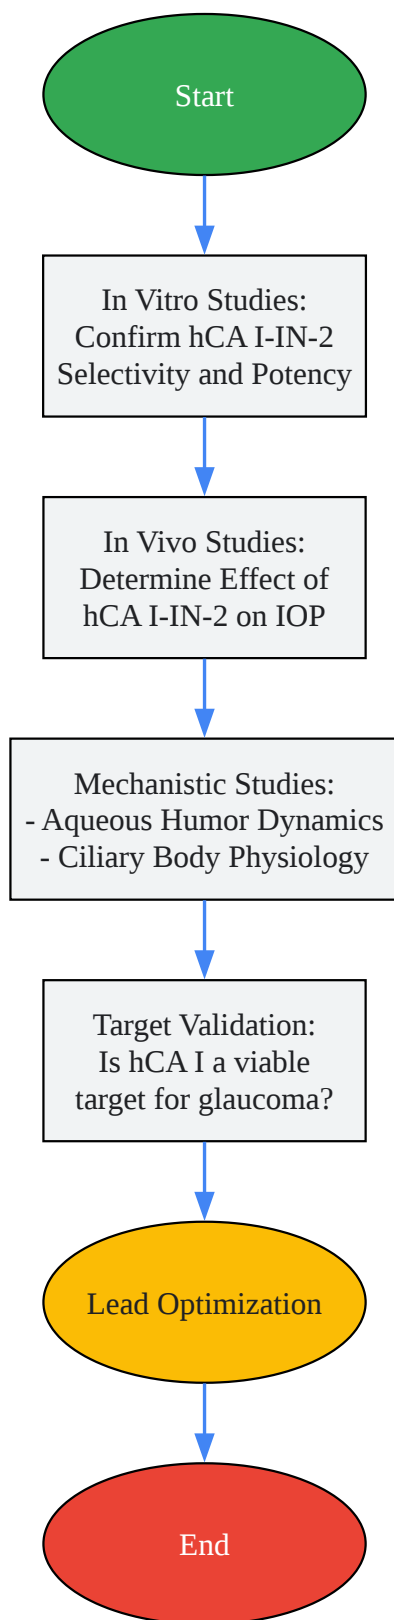 Start
In Vitro Studies:
Confirm hCA I-IN-2
Selectivity and Potency
In Vivo Studies:
Determine Effect of
hCA I-IN-2 on IOP
Mechanistic Studies:
- Aqueous Humor Dynamics
- Ciliary Body Physiology
Target Validation:
Is hCA I a viable
target for glaucoma?
Lead Optimization
End